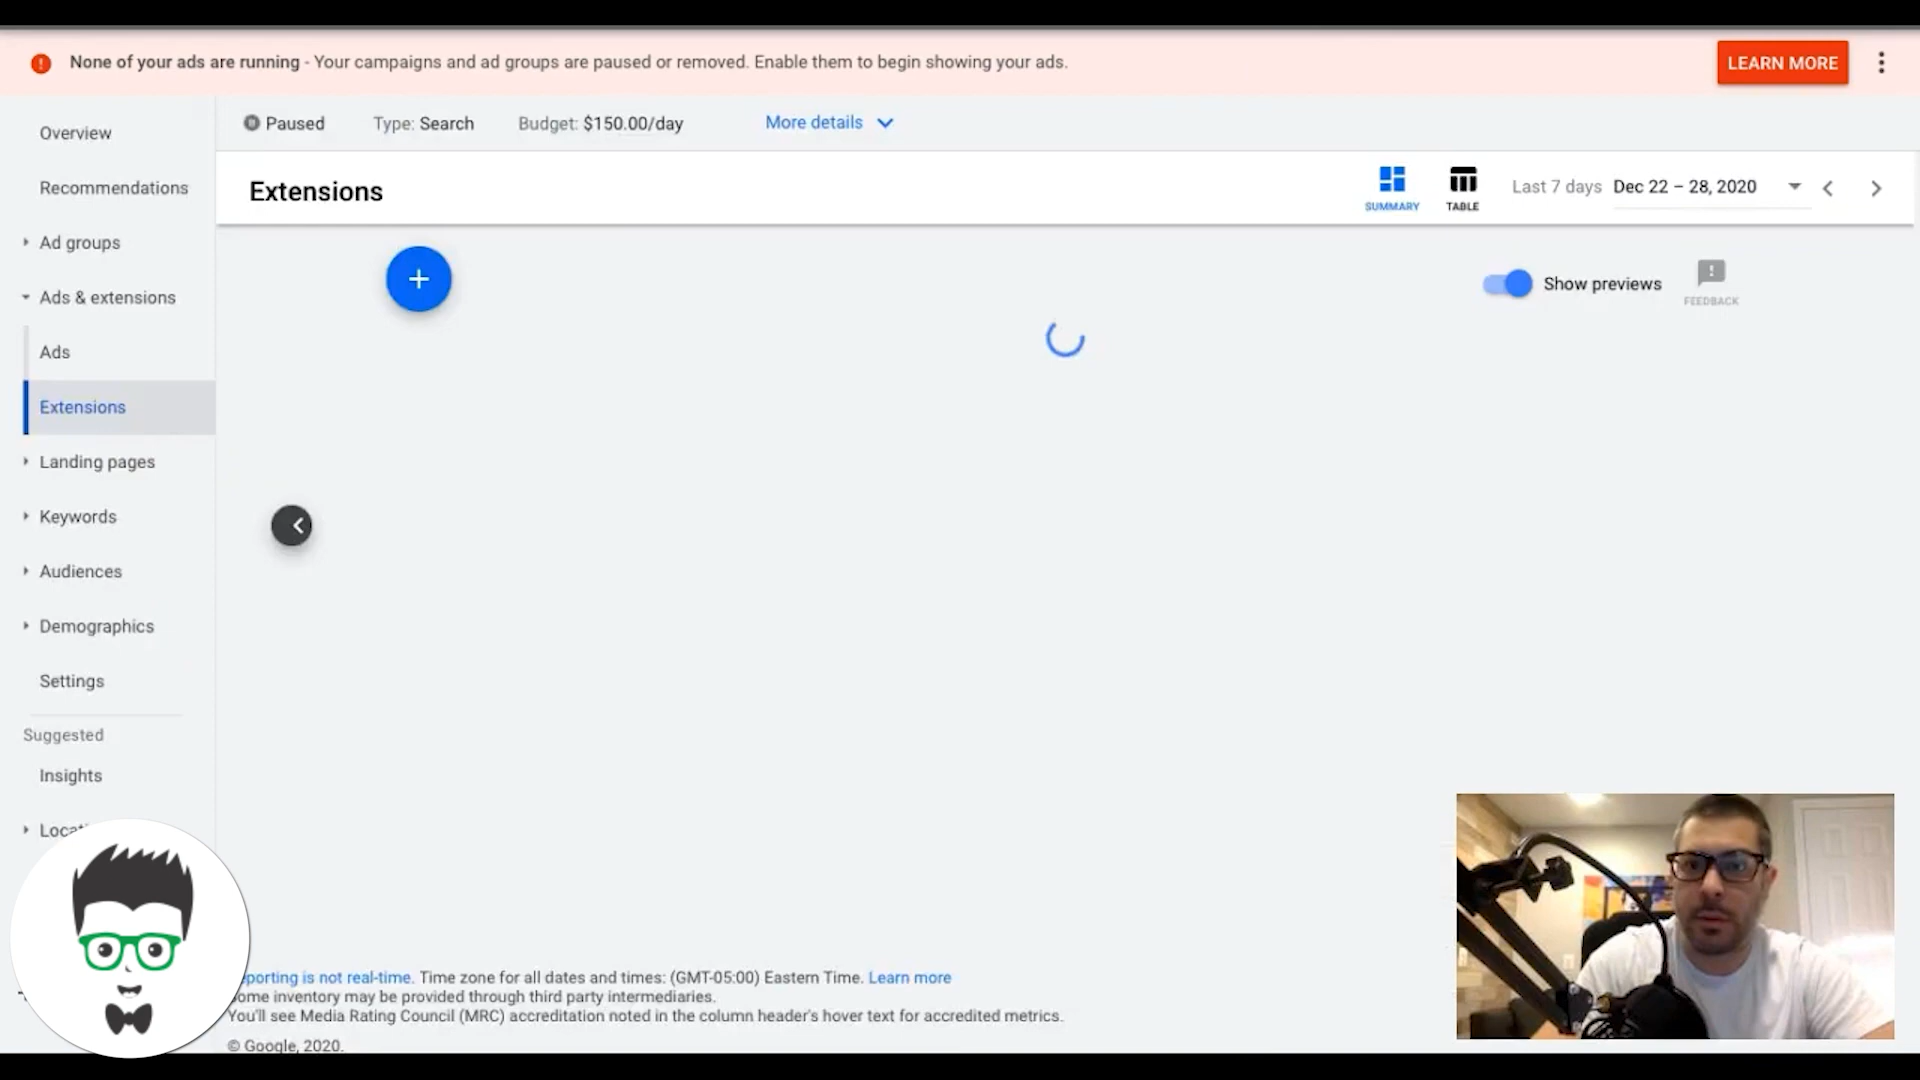 None of your ads are running - Your campaigns and ad groups are paused or removed. Enable them to begin showing your ads.
LEARN MORE
Overview
Recommendations
Ad groups
Ads & extensions
Ads
Extensions
Landing pages
Keywords
Audiences
Demographics
Settings
Suggested
Insights
Paused
Type: Search
Budget: $150.00/day
More details
Extensions
SUMMARY
TABLE
Last 7 days
Dec 22 – 28, 2020
Show previews
FEEDBACK
is not real-time. Time zone for all dates and times: (GMT-05:00) Eastern Time. Learn more
inventory may be provided through third party intermediaries.
You'll see Media Rating Council (MRC) accreditation noted in the column header's hover text for accredited metrics.
© Google, 2020.